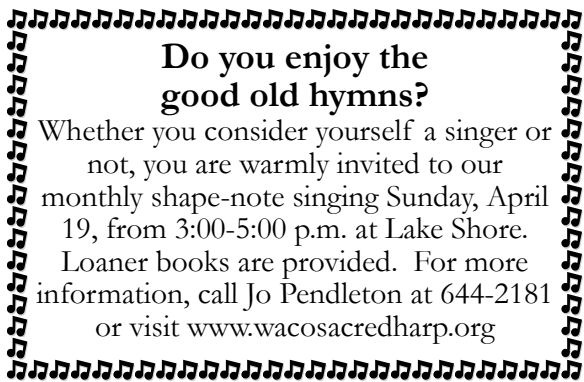 Do you enjoy the
good old hymns?
Whether you consider yourself a singer or
not, you are warmly invited to our
monthly shape-note singing Sunday, April
19, from 3:00-5:00 p.m. at Lake Shore.
Loaner books are provided.  For more
information, call Jo Pendleton at 644-2181
or visit www.wacosacredharp.org